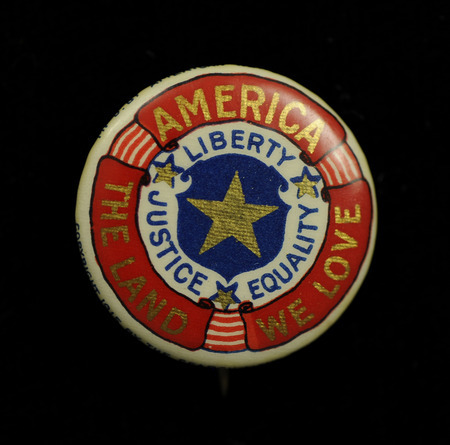 AMERICA
THE LAND
WE LOVE
LIBERTY
JUSTICE
EQUALITY